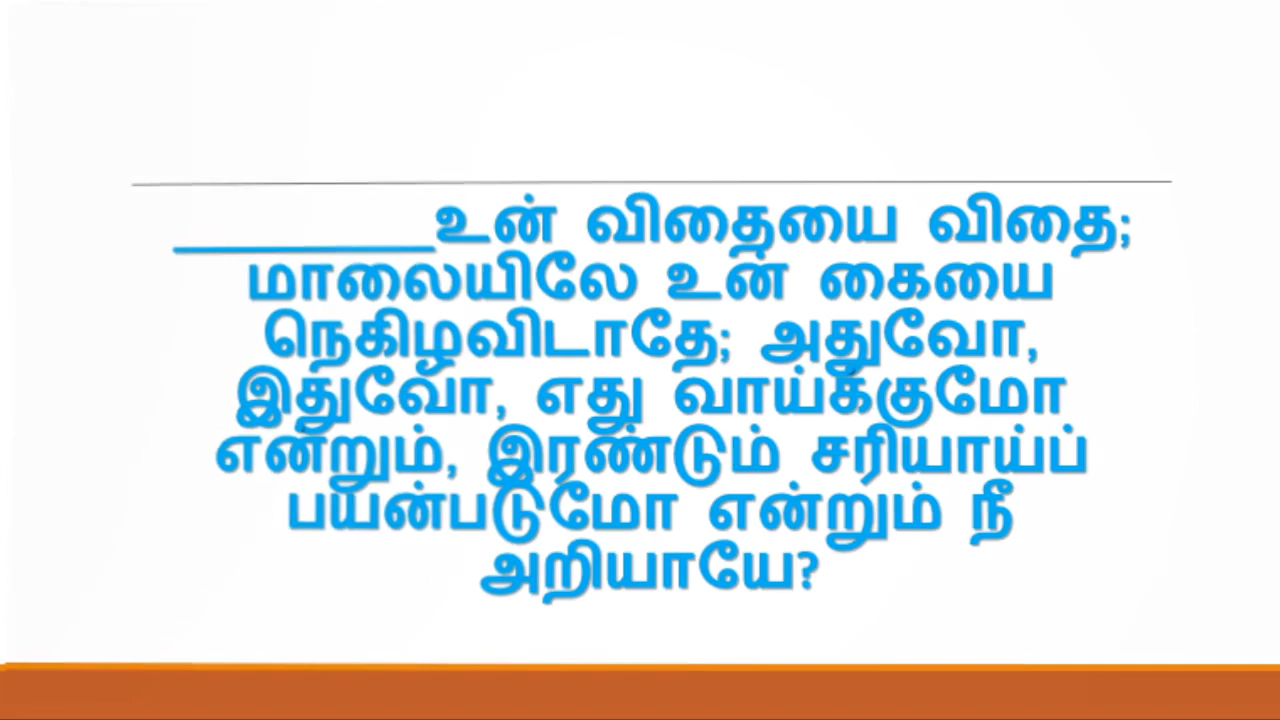 __________உன் விதையை விதை;
மாலையிலே உன் கையை
நெகிழவிடாதே; அதுவோ,
இதுவோ, எது வாய்க்குமோ
என்றும், இரண்டும் சரியாய்ப்
பயன்படுமோ என்றும் நீ
அறியாயே?